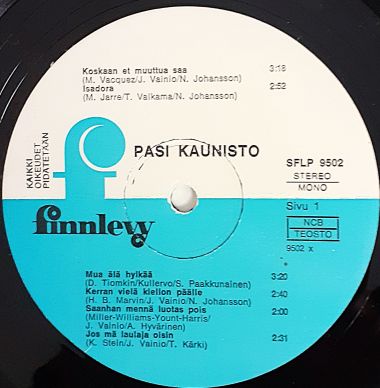 Koskaan et muuttua saa 3:18
(M. Vacquez/J. Vainio/N. Johansson)
Isadora 2:52
(M. Jarre/T. Valkama/N. Johansson)
KAIKKI
OIKEUDET
PIDÄTETÄÄN
PASI KAUNISTO
SFLP 9502
STEREO
MONO
Sivu 1
finnlevy
NCB
TEOSTO
9502 x
Mua älä hylkää 3:20
(D. Tiomkin/Kullervo/S. Paakkunainen)
Kerran vielä kiellon päälle 2:40
(H. B. Marvin/J. Vainio/N. Johansson)
Saanhan mennä luotas pois 2:00
(Miller-Williams-Yount-Harris/
J. Vainio/A. Hyvärinen)
Jos mä laulaja oisin 2:31
(K. Stein/J. Vainio/T. Kärki)